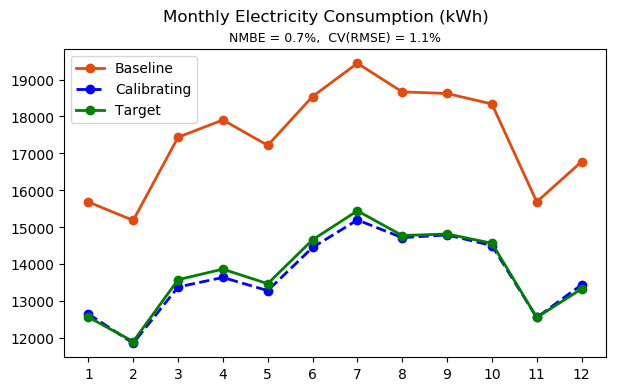 Monthly Electricity Consumption (kWh)
NMBE = 0.7%,  CV(RMSE) = 1.1%
Baseline
Calibrating
Target
19000
18000
17000
16000
15000
14000
13000
12000
1 2 3 4 5 6 7 8 9 10 11 12